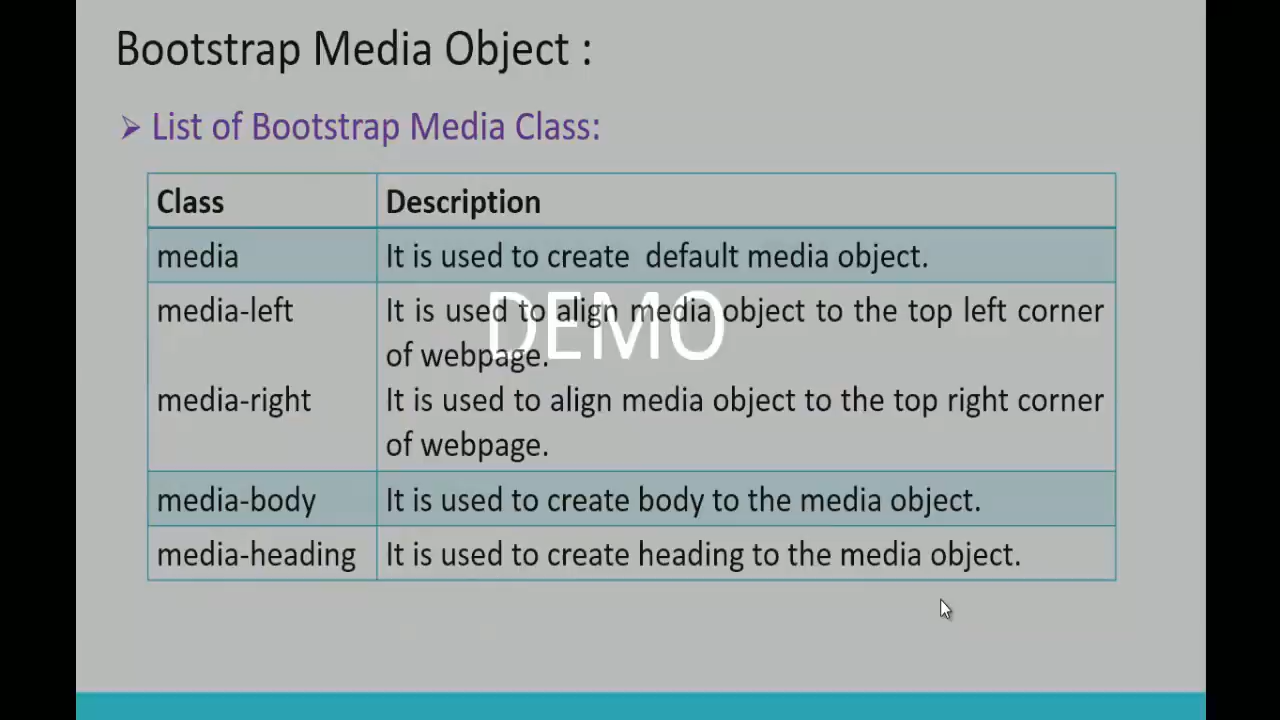 Bootstrap Media Object :
➢ List of Bootstrap Media Class:
Class Description
media It is used to create default media object.
media-left It is used to align media object to the top left corner
of webpage.
DEMO
media-right It is used to align media object to the top right corner
of webpage.
media-body It is used to create body to the media object.
media-heading It is used to create heading to the media object.